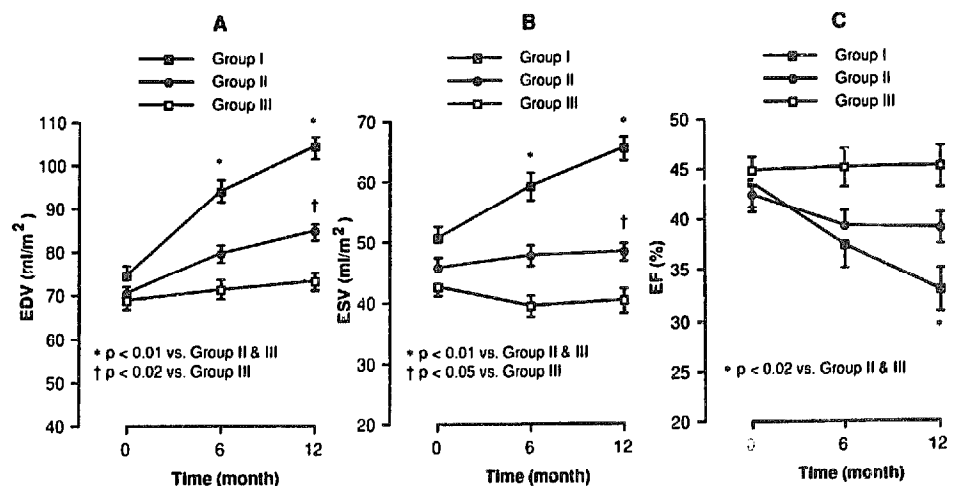 A
Group I
Group II
Group III
110
100
90
80
70
60
50
40
EDV (ml/m²)
*
*
†
* p < 0.01 vs. Group II & III
† p < 0.02 vs. Group III
0 6 12
Time (month)
B
Group I
Group II
Group III
70
60
50
40
30
20
ESV (ml/m²)
*
*
†
* p < 0.01 vs. Group II & III
† p < 0.05 vs. Group III
0 6 12
Time (month)
C
Group I
Group II
Group III
50
45
40
35
30
25
20
EF (%)
*
* p < 0.02 vs. Group II & III
0 6 12
Time (month)